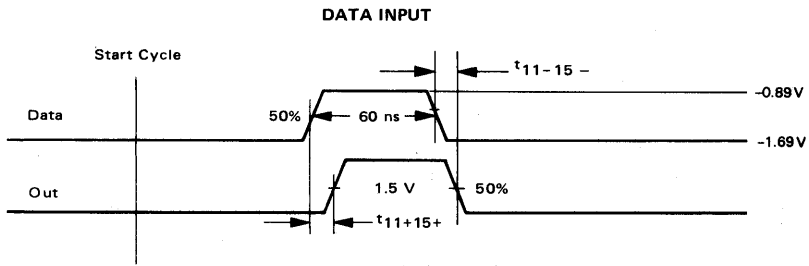 DATA INPUT
Start Cycle
t11-15 -
-0.89V
Data
50%
60 ns
-1.69V
Out
1.5 V
50%
t11+15+